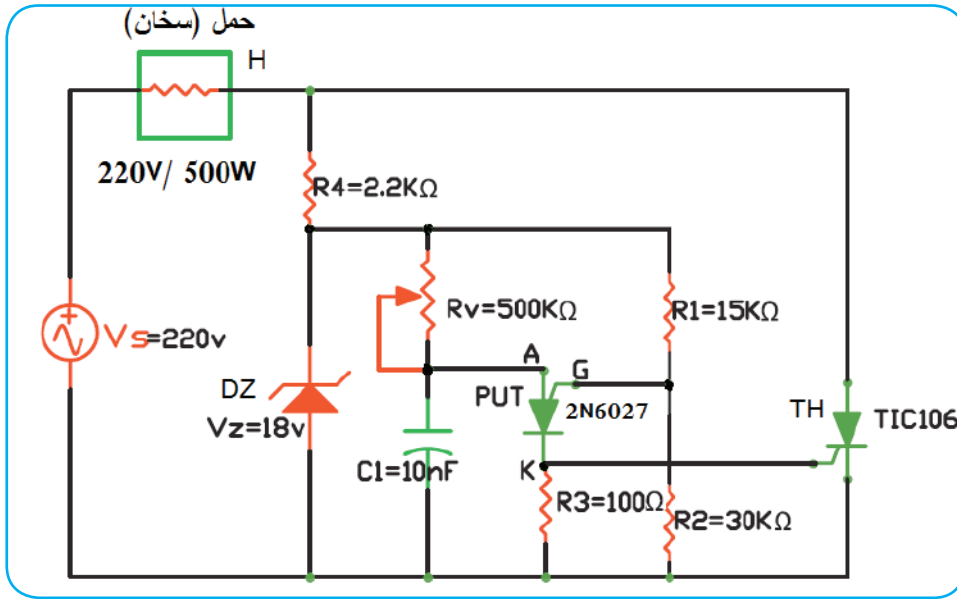 حمل (سخان)
H
220V/ 500W
R4=2.2KΩ
Rv=500KΩ
R1=15KΩ
Vs=220v
DZ
Vz=18v
A
G
PUT
2N6027
TH
TIC106
C1=10nF
K
R3=100Ω
R2=30KΩ